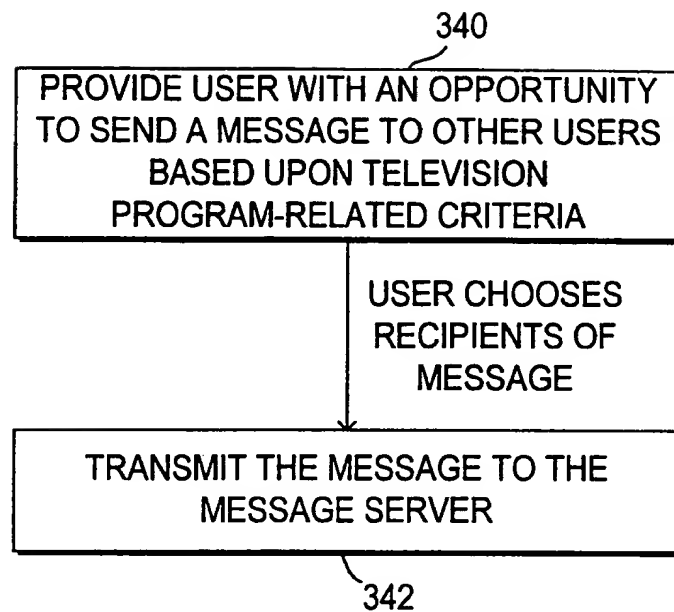 340
PROVIDE USER WITH AN OPPORTUNITY
TO SEND A MESSAGE TO OTHER USERS
BASED UPON TELEVISION
PROGRAM-RELATED CRITERIA
USER CHOOSES
RECIPIENTS OF
MESSAGE
TRANSMIT THE MESSAGE TO THE
MESSAGE SERVER
342